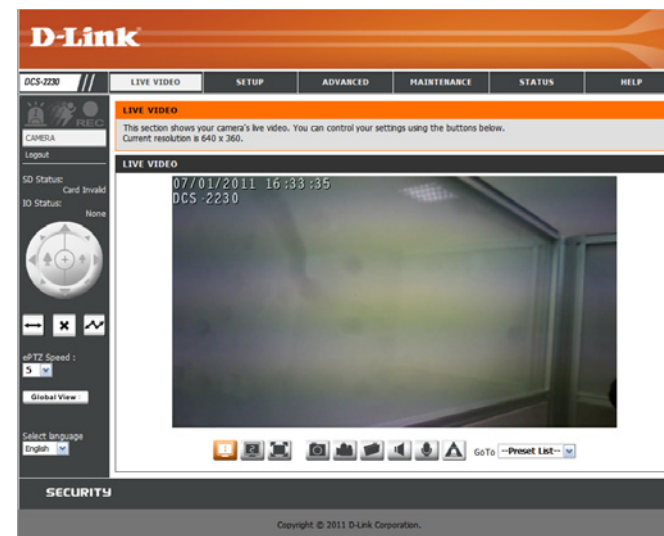 D-Link
DCS-2230 // LIVE VIDEO SETUP ADVANCED MAINTENANCE STATUS HELP
REC
CAMERA
Logout
SD Status:
Card Invalid
IO Status:
None
ePTZ Speed :
5
Global View :
Select language
English
LIVE VIDEO
This section shows your camera's live video. You can control your settings using the buttons below.
Current resolution is 640 x 360.
LIVE VIDEO
07/01/2011 16:33:35
DCS-2230
1 2 GoTo --Preset List--
SECURITY
Copyright © 2011 D-Link Corporation.